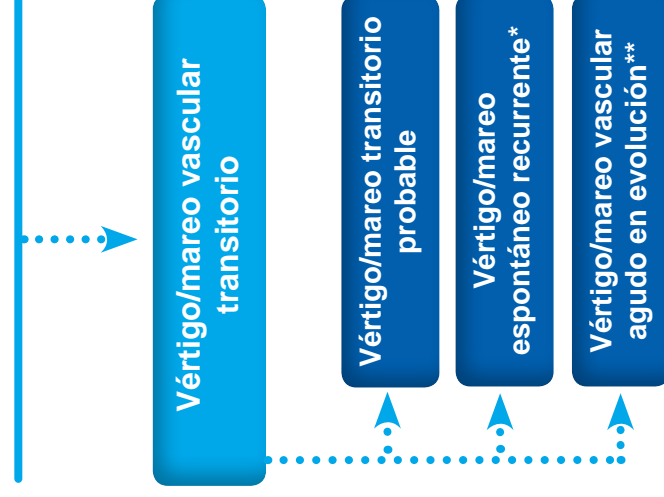 Vértigo/mareo vascular
transitorio
Vértigo/mareo transitorio
probable
Vértigo/mareo
espontáneo recurrente*
Vértigo/mareo vascular
agudo en evolución**